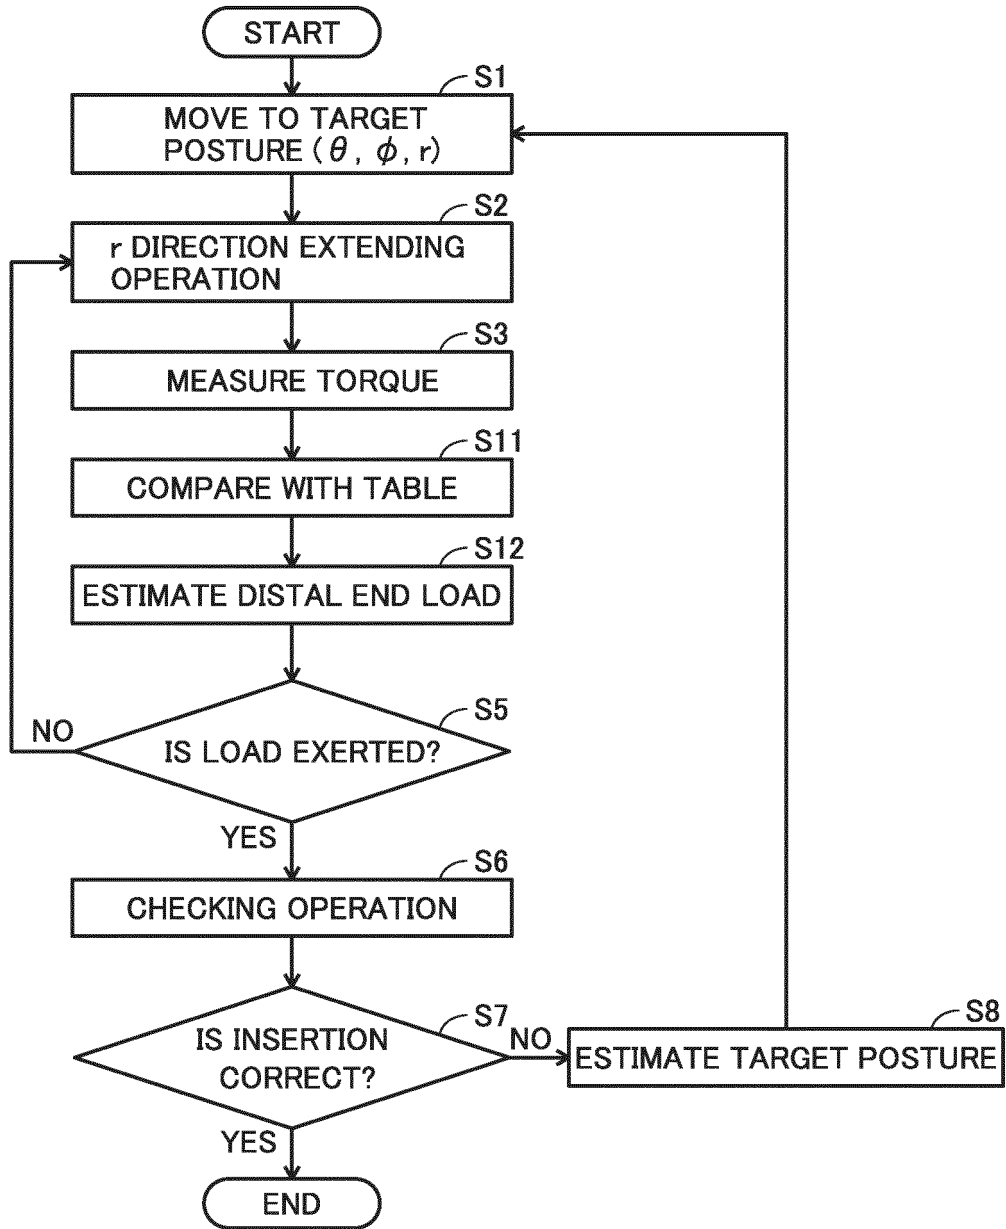 START
S1
MOVE TO TARGET
POSTURE (θ, ϕ, r)
S2
r DIRECTION EXTENDING
OPERATION
S3
MEASURE TORQUE
S11
COMPARE WITH TABLE
S12
ESTIMATE DISTAL END LOAD
S5
NO
IS LOAD EXERTED?
YES
S6
CHECKING OPERATION
S7
IS INSERTION
CORRECT?
NO
S8
ESTIMATE TARGET POSTURE
YES
END